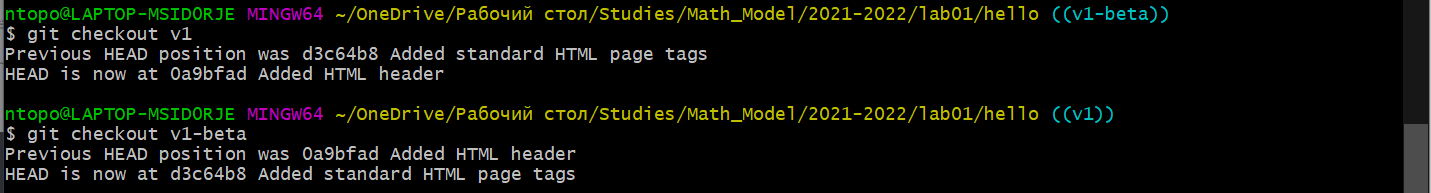 ntopo@LAPTOP-MSIDORJE MINGW64 ~/OneDrive/Рабочий стол/Studies/Math_Model/2021-2022/lab01/hello ((v1-beta))
$ git checkout v1
Previous HEAD position was d3c64b8 Added standard HTML page tags
HEAD is now at 0a9bfad Added HTML header
ntopo@LAPTOP-MSIDORJE MINGW64 ~/OneDrive/Рабочий стол/Studies/Math_Model/2021-2022/lab01/hello ((v1))
$ git checkout v1-beta
Previous HEAD position was 0a9bfad Added HTML header
HEAD is now at d3c64b8 Added standard HTML page tags